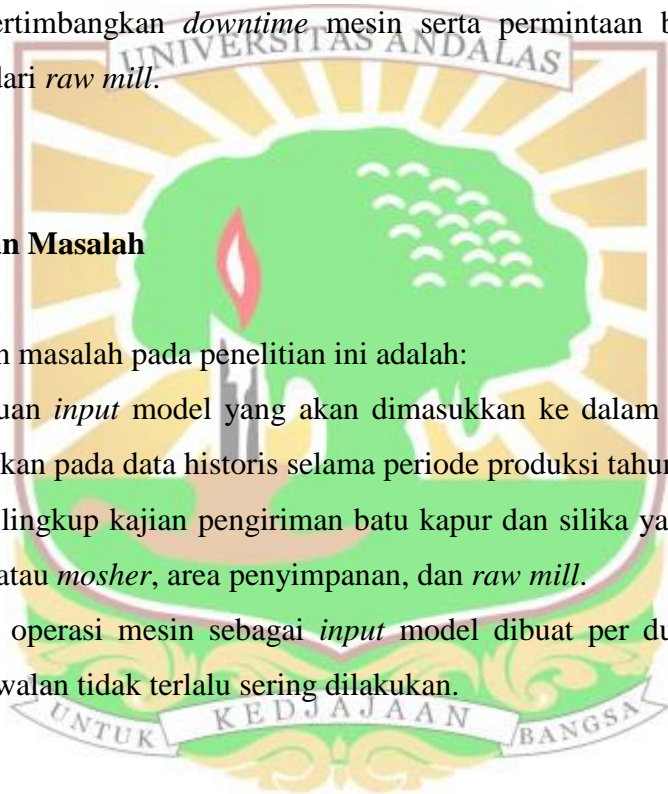 ertimbangkan downtime mesin serta permintaan b
UNIVERSITAS ANDALAS
dari raw mill.
an Masalah
n masalah pada penelitian ini adalah:
uan input model yang akan dimasukkan ke dalam
kan pada data historis selama periode produksi tahun
lingkup kajian pengiriman batu kapur dan silika ya
atau mosher, area penyimpanan, dan raw mill.
operasi mesin sebagai input model dibuat per du
walan tidak terlalu sering dilakukan.
UNTUK KEDJAJAAN BANGSA